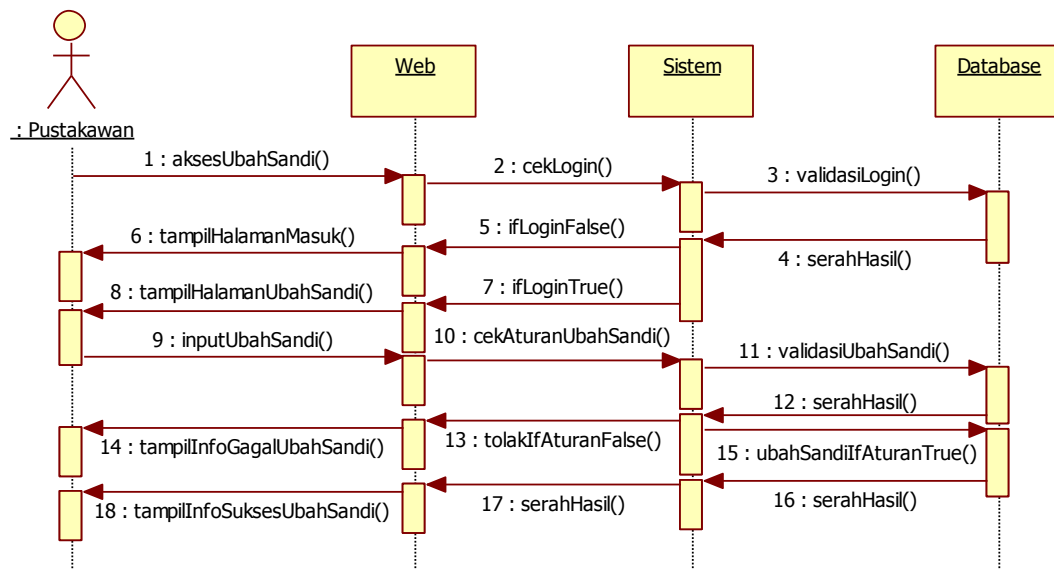 Web
Sistem
Database
: Pustakawan
1 : aksesUbahSandi()
2 : cekLogin()
3 : validasiLogin()
4 : serahHasil()
5 : ifLoginFalse()
6 : tampilHalamanMasuk()
7 : ifLoginTrue()
8 : tampilHalamanUbahSandi()
9 : inputUbahSandi()
10 : cekAturanUbahSandi()
11 : validasiUbahSandi()
12 : serahHasil()
13 : tolakIfAturanFalse()
14 : tampilInfoGagalUbahSandi()
15 : ubahSandiIfAturanTrue()
16 : serahHasil()
17 : serahHasil()
18 : tampilInfoSuksesUbahSandi()